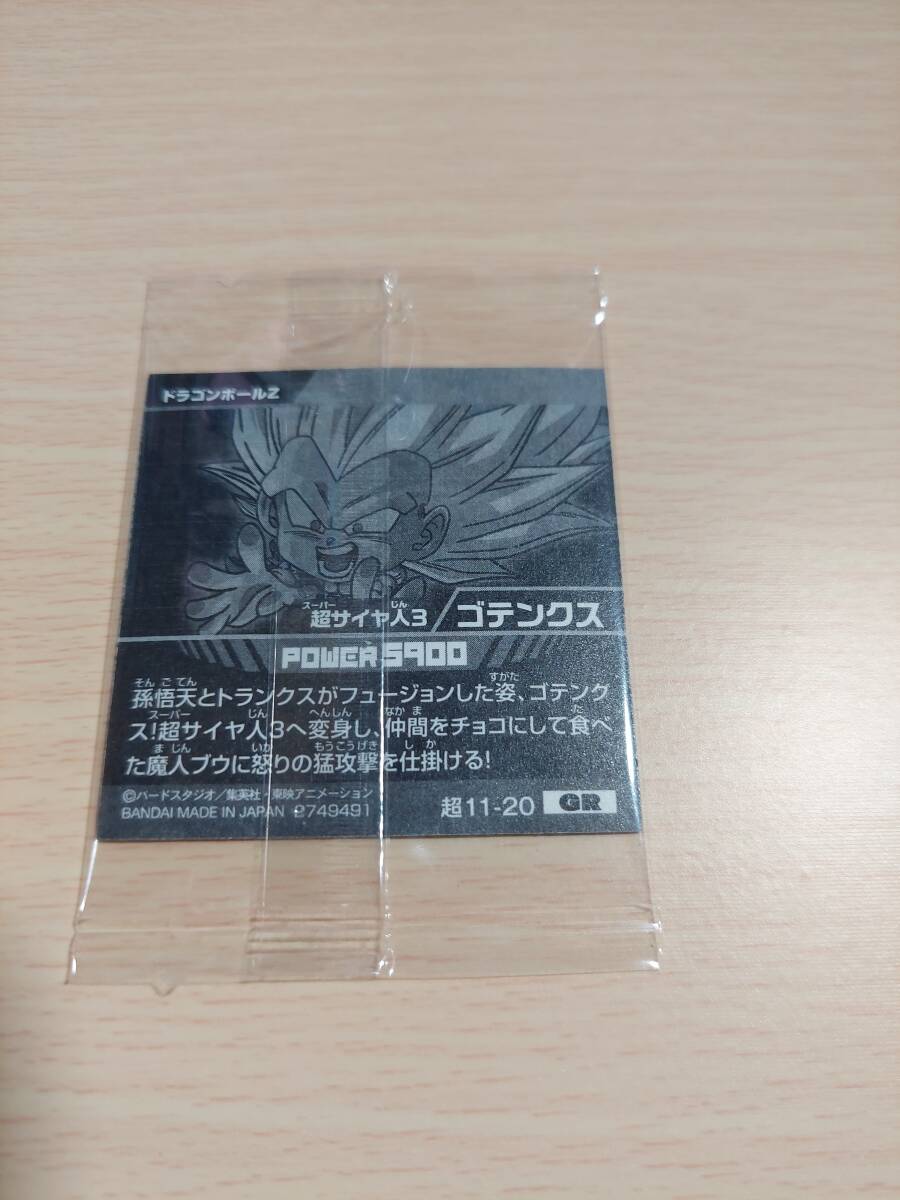 ドラゴンボールZ
超サイヤ人3/ゴテンクス
スーパー じん
POWER 5900
そんごてん すがた
孫悟天とトランクスがフュージョンした姿、ゴテンク
スーパー じん へんしん なかま た
ス!超サイヤ人3へ変身し、仲間をチョコにして食べ
まじん いか もうこうげき しか
た魔人ブウに怒りの猛攻撃を仕掛ける!
©バードスタジオ/集英社・東映アニメーション
BANDAI MADE IN JAPAN 2749491
超11-20 GR